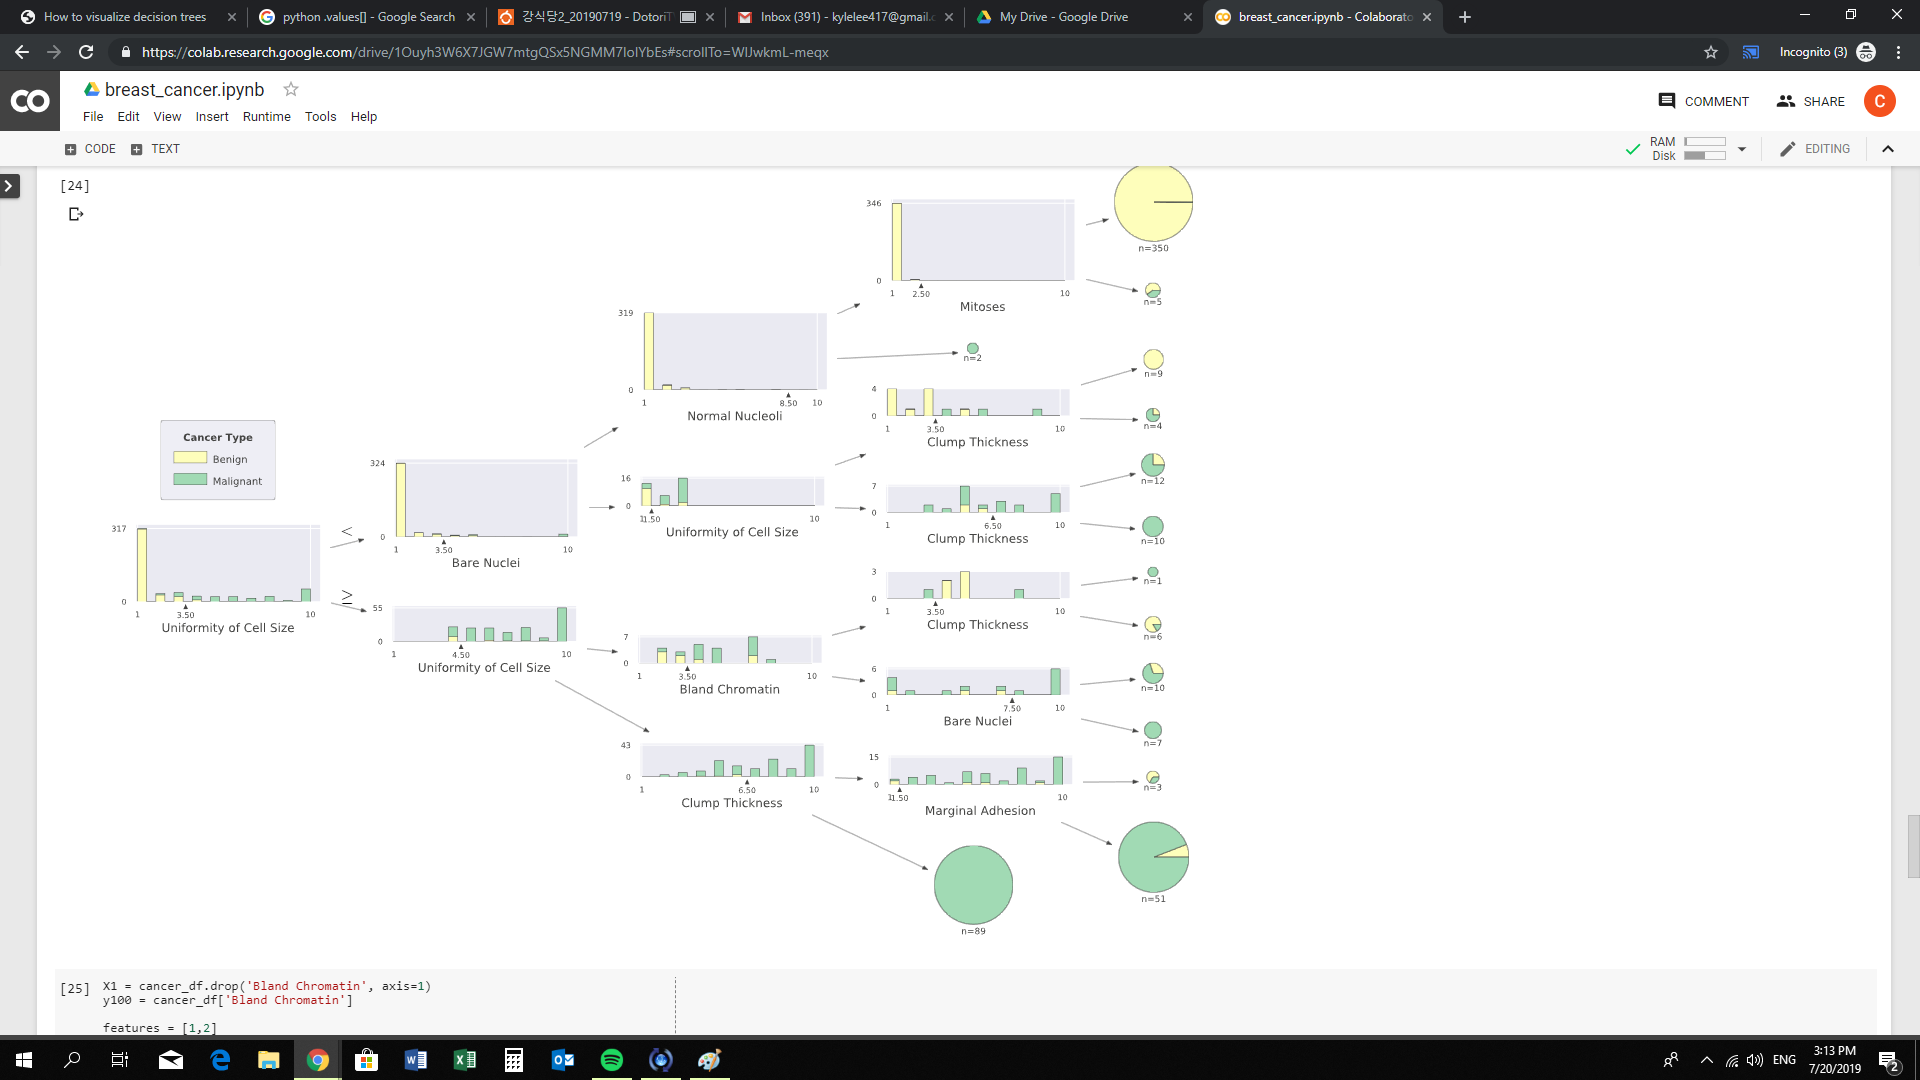 How to visualize decision trees
python .values[] - Google Search
강식당2_20190719 - DotoriT
Inbox (391) - kylelee417@gmail.c
My Drive - Google Drive
breast_cancer.ipynb - Colaborato
https://colab.research.google.com/drive/1Ouyh3W6X7JGW7mtgQSx5NGMM7IolYbEs#scrollTo=WIJwkmL-meqx
Incognito (3)
CO
breast_cancer.ipynb
COMMENT
SHARE
C
File Edit View Insert Runtime Tools Help
CODE
TEXT
RAM
Disk
EDITING
[24]
Cancer Type
Benign
Malignant
317
0
1
3.50
10
Uniformity of Cell Size
<
≥
324
0
1
3.50
10
Bare Nuclei
55
0
1
4.50
10
Uniformity of Cell Size
319
0
1
8.50
10
Normal Nucleoli
16
0
1
1.50
10
Uniformity of Cell Size
7
0
1
3.50
10
Bland Chromatin
43
0
1
6.50
10
Clump Thickness
346
0
1
2.50
10
Mitoses
n=2
4
0
1
3.50
10
Clump Thickness
7
0
1
6.50
10
Clump Thickness
3
0
1
3.50
10
Clump Thickness
6
0
1
7.50
10
Bare Nuclei
15
0
1
1.50
10
Marginal Adhesion
n=89
n=350
n=5
n=9
n=4
n=12
n=10
n=1
n=6
n=10
n=7
n=3
n=51
[25]
X1 = cancer_df.drop('Bland Chromatin', axis=1)
y100 = cancer_df['Bland Chromatin']
features = [1,2]
ENG
3:13 PM
7/20/2019
2